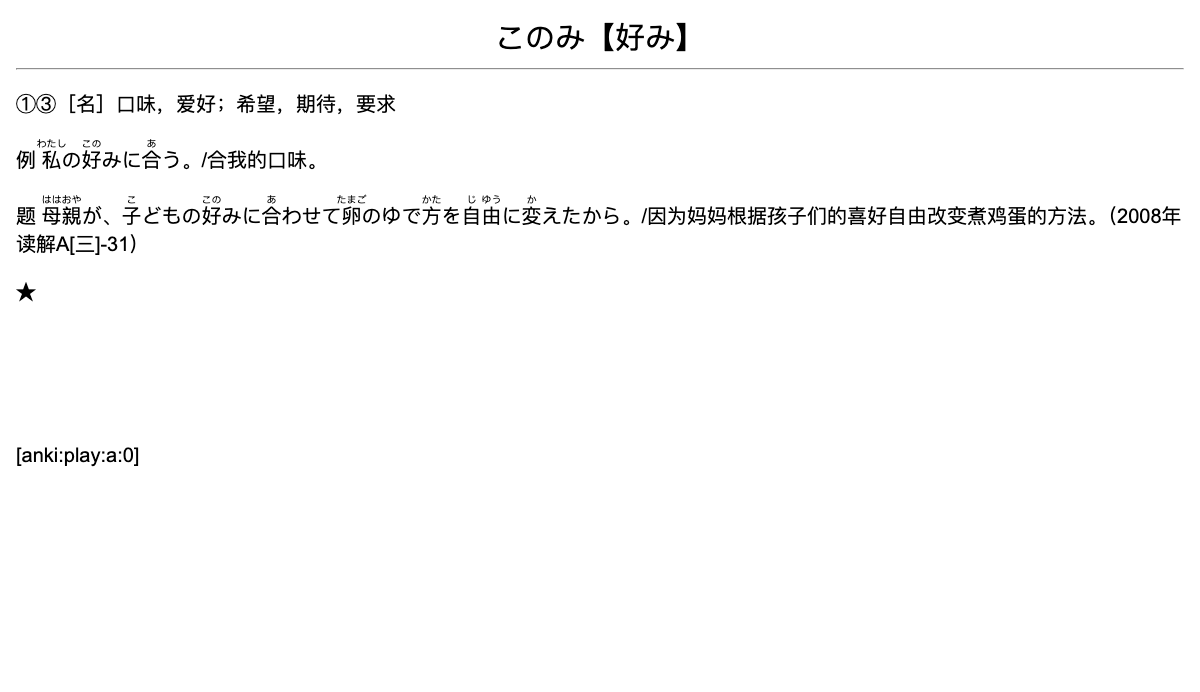 このみ【好み】
①③［名］口味，爱好；希望，期待，要求
わたし このあ
例 私の好みに合う。/合我的口味。
ははおや こ このあ たまご かた じ ゆう か
题 母親が、子どもの好みに合わせて卵のゆで方を自由に変えたから。/因为妈妈根据孩子们的喜好自由改变煮鸡蛋的方法。（2008年
读解A[三]-31）
★
[anki:play:a:0]